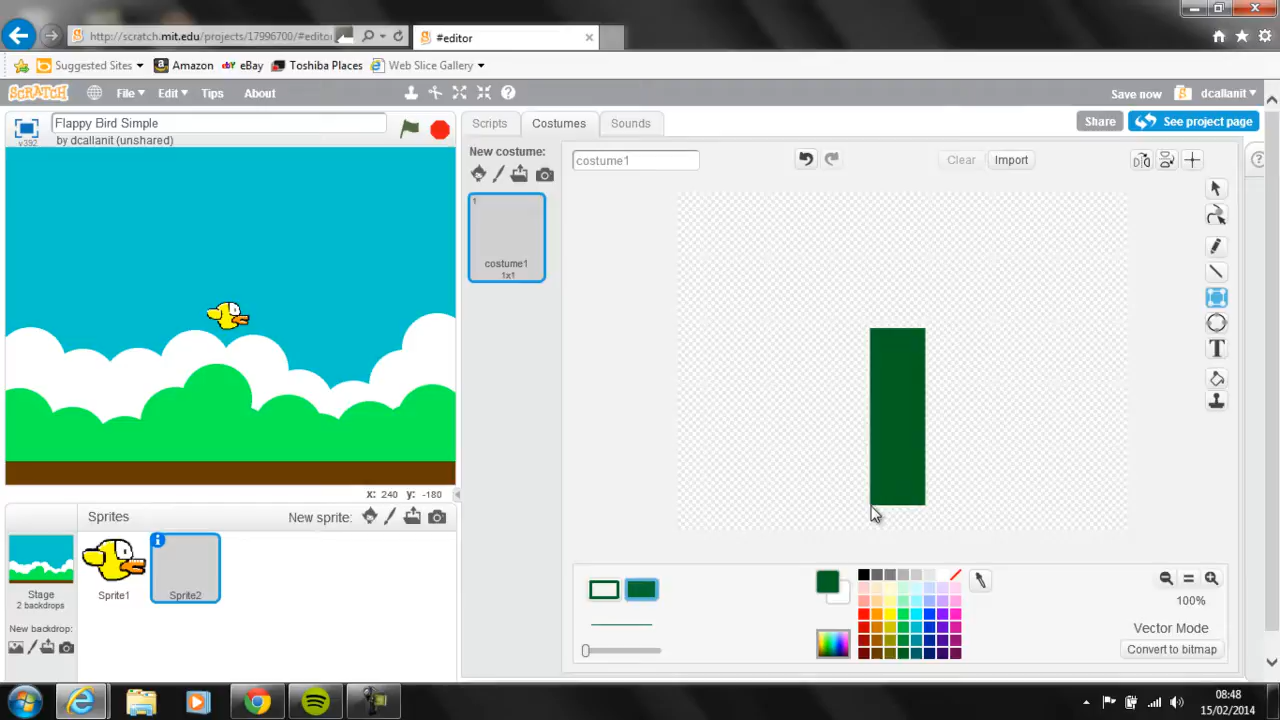 http://scratch.mit.edu/projects/17996700/#editor
#editor
Suggested Sites
Amazon
eBay
Toshiba Places
Web Slice Gallery
SCRATCH
File
Edit
Tips
About
Save now
dcallanit
Flappy Bird Simple
by dcallanit (unshared)
v392
Scripts
Costumes
Sounds
Share
See project page
New costume:
costume1
Clear
Import
1
costume1
1x1
T
x: 240 y: -180
Sprites
New sprite:
Stage
2 backdrops
Sprite1
Sprite2
New backdrop:
100%
Vector Mode
Convert to bitmap
08:48
15/02/2014